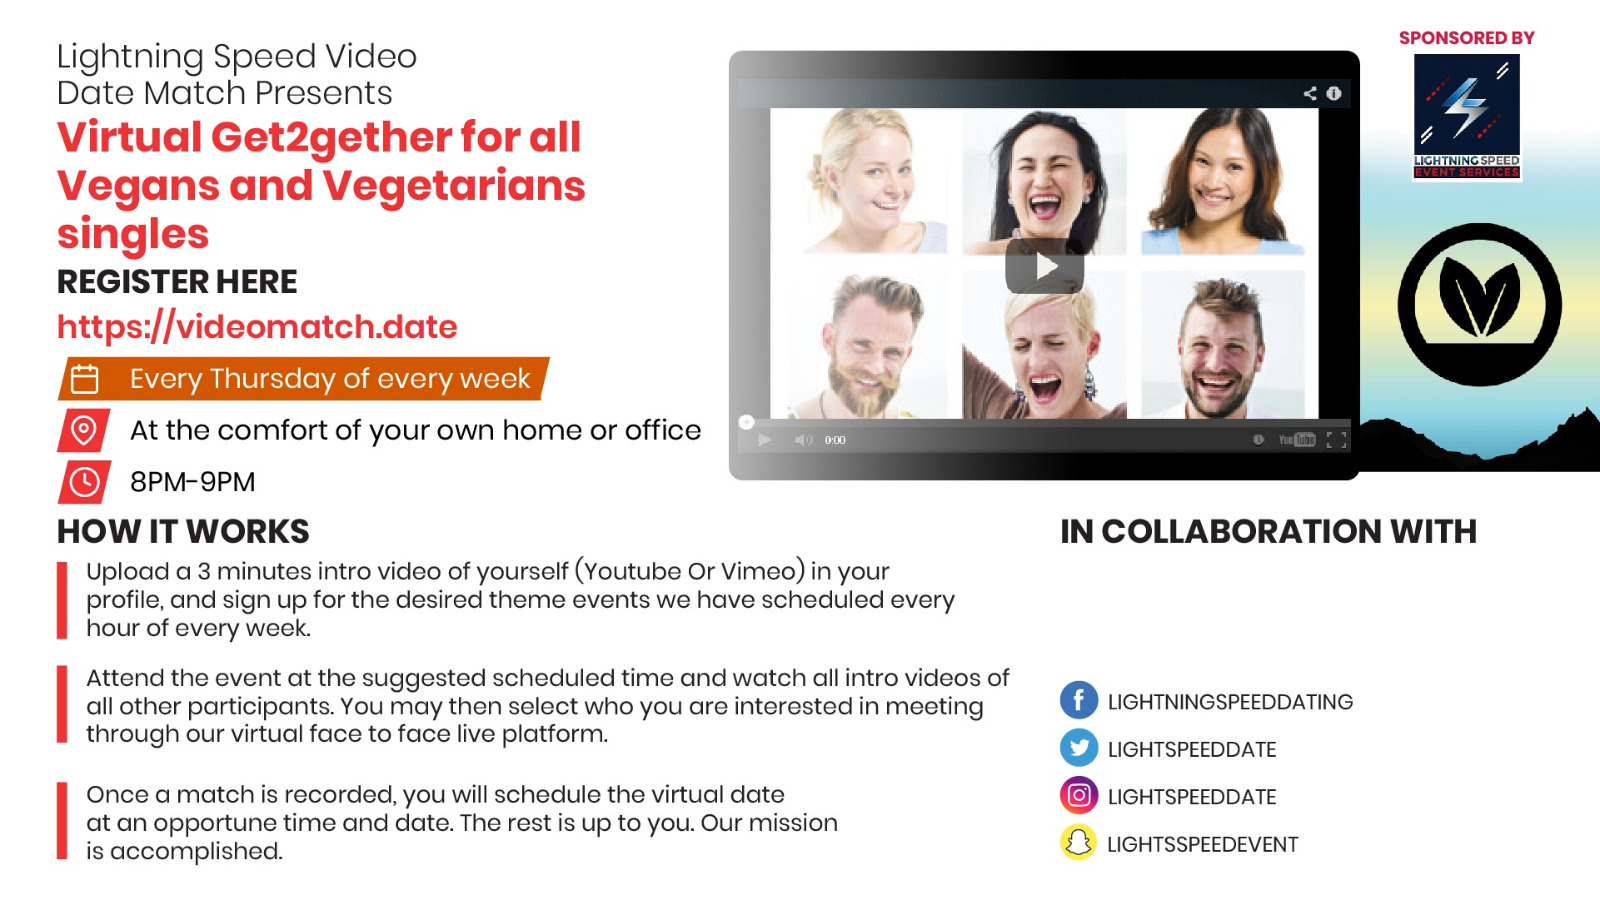 Lightning Speed Video
Date Match Presents
Virtual Get2gether for all
Vegans and Vegetarians
singles
REGISTER HERE
https://videomatch.date
Every Thursday of every week
At the comfort of your own home or office
8PM-9PM
0:00
YouTube
SPONSORED BY
LIGHTNING SPEED
EVENT SERVICES
HOW IT WORKS
Upload a 3 minutes intro video of yourself (Youtube Or Vimeo) in your
profile, and sign up for the desired theme events we have scheduled every
hour of every week.
Attend the event at the suggested scheduled time and watch all intro videos of
all other participants. You may then select who you are interested in meeting
through our virtual face to face live platform.
Once a match is recorded, you will schedule the virtual date
at an opportune time and date. The rest is up to you. Our mission
is accomplished.
IN COLLABORATION WITH
LIGHTNINGSPEEDDATING
LIGHTSPEEDDATE
LIGHTSPEEDDATE
LIGHTSSPEEDEVENT